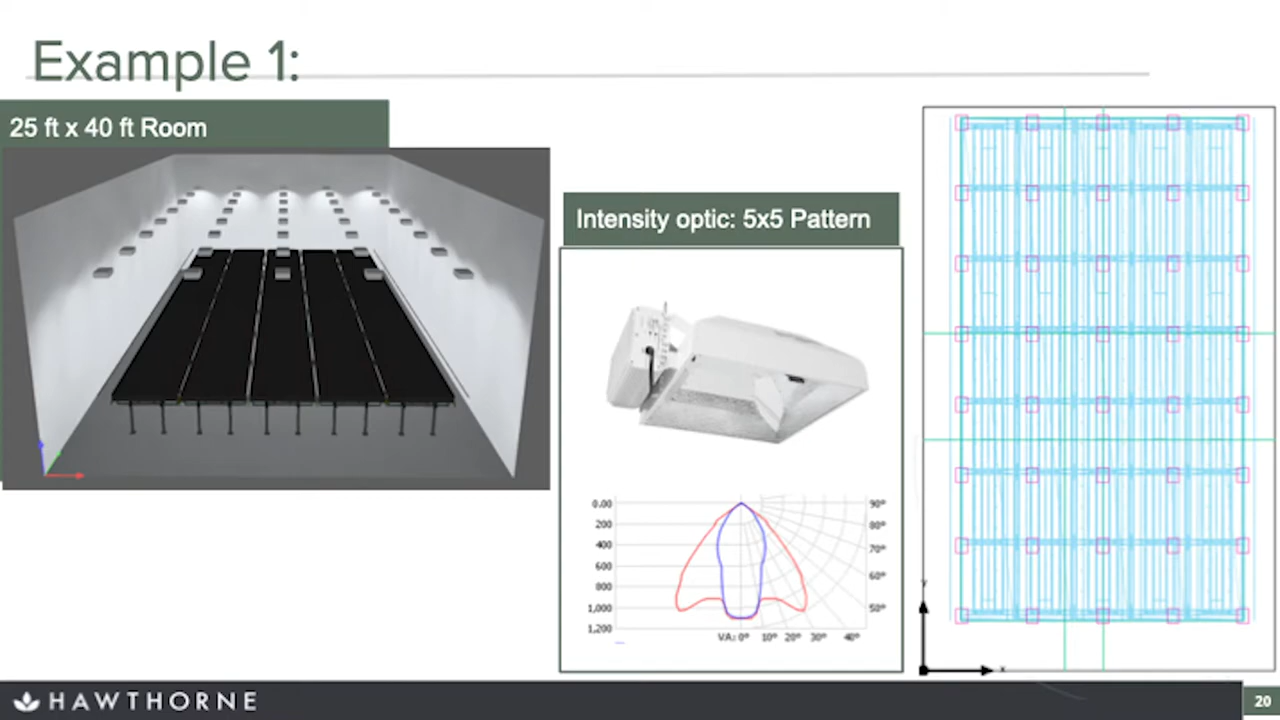 Example 1:
25 ft x 40 ft Room
Intensity optic: 5x5 Pattern
0.00
200
400
600
800
1,000
1,200
90°
80°
70°
60°
50°
VA: 0° 10° 20° 30° 40°
Y
X
HAWTHORNE
20